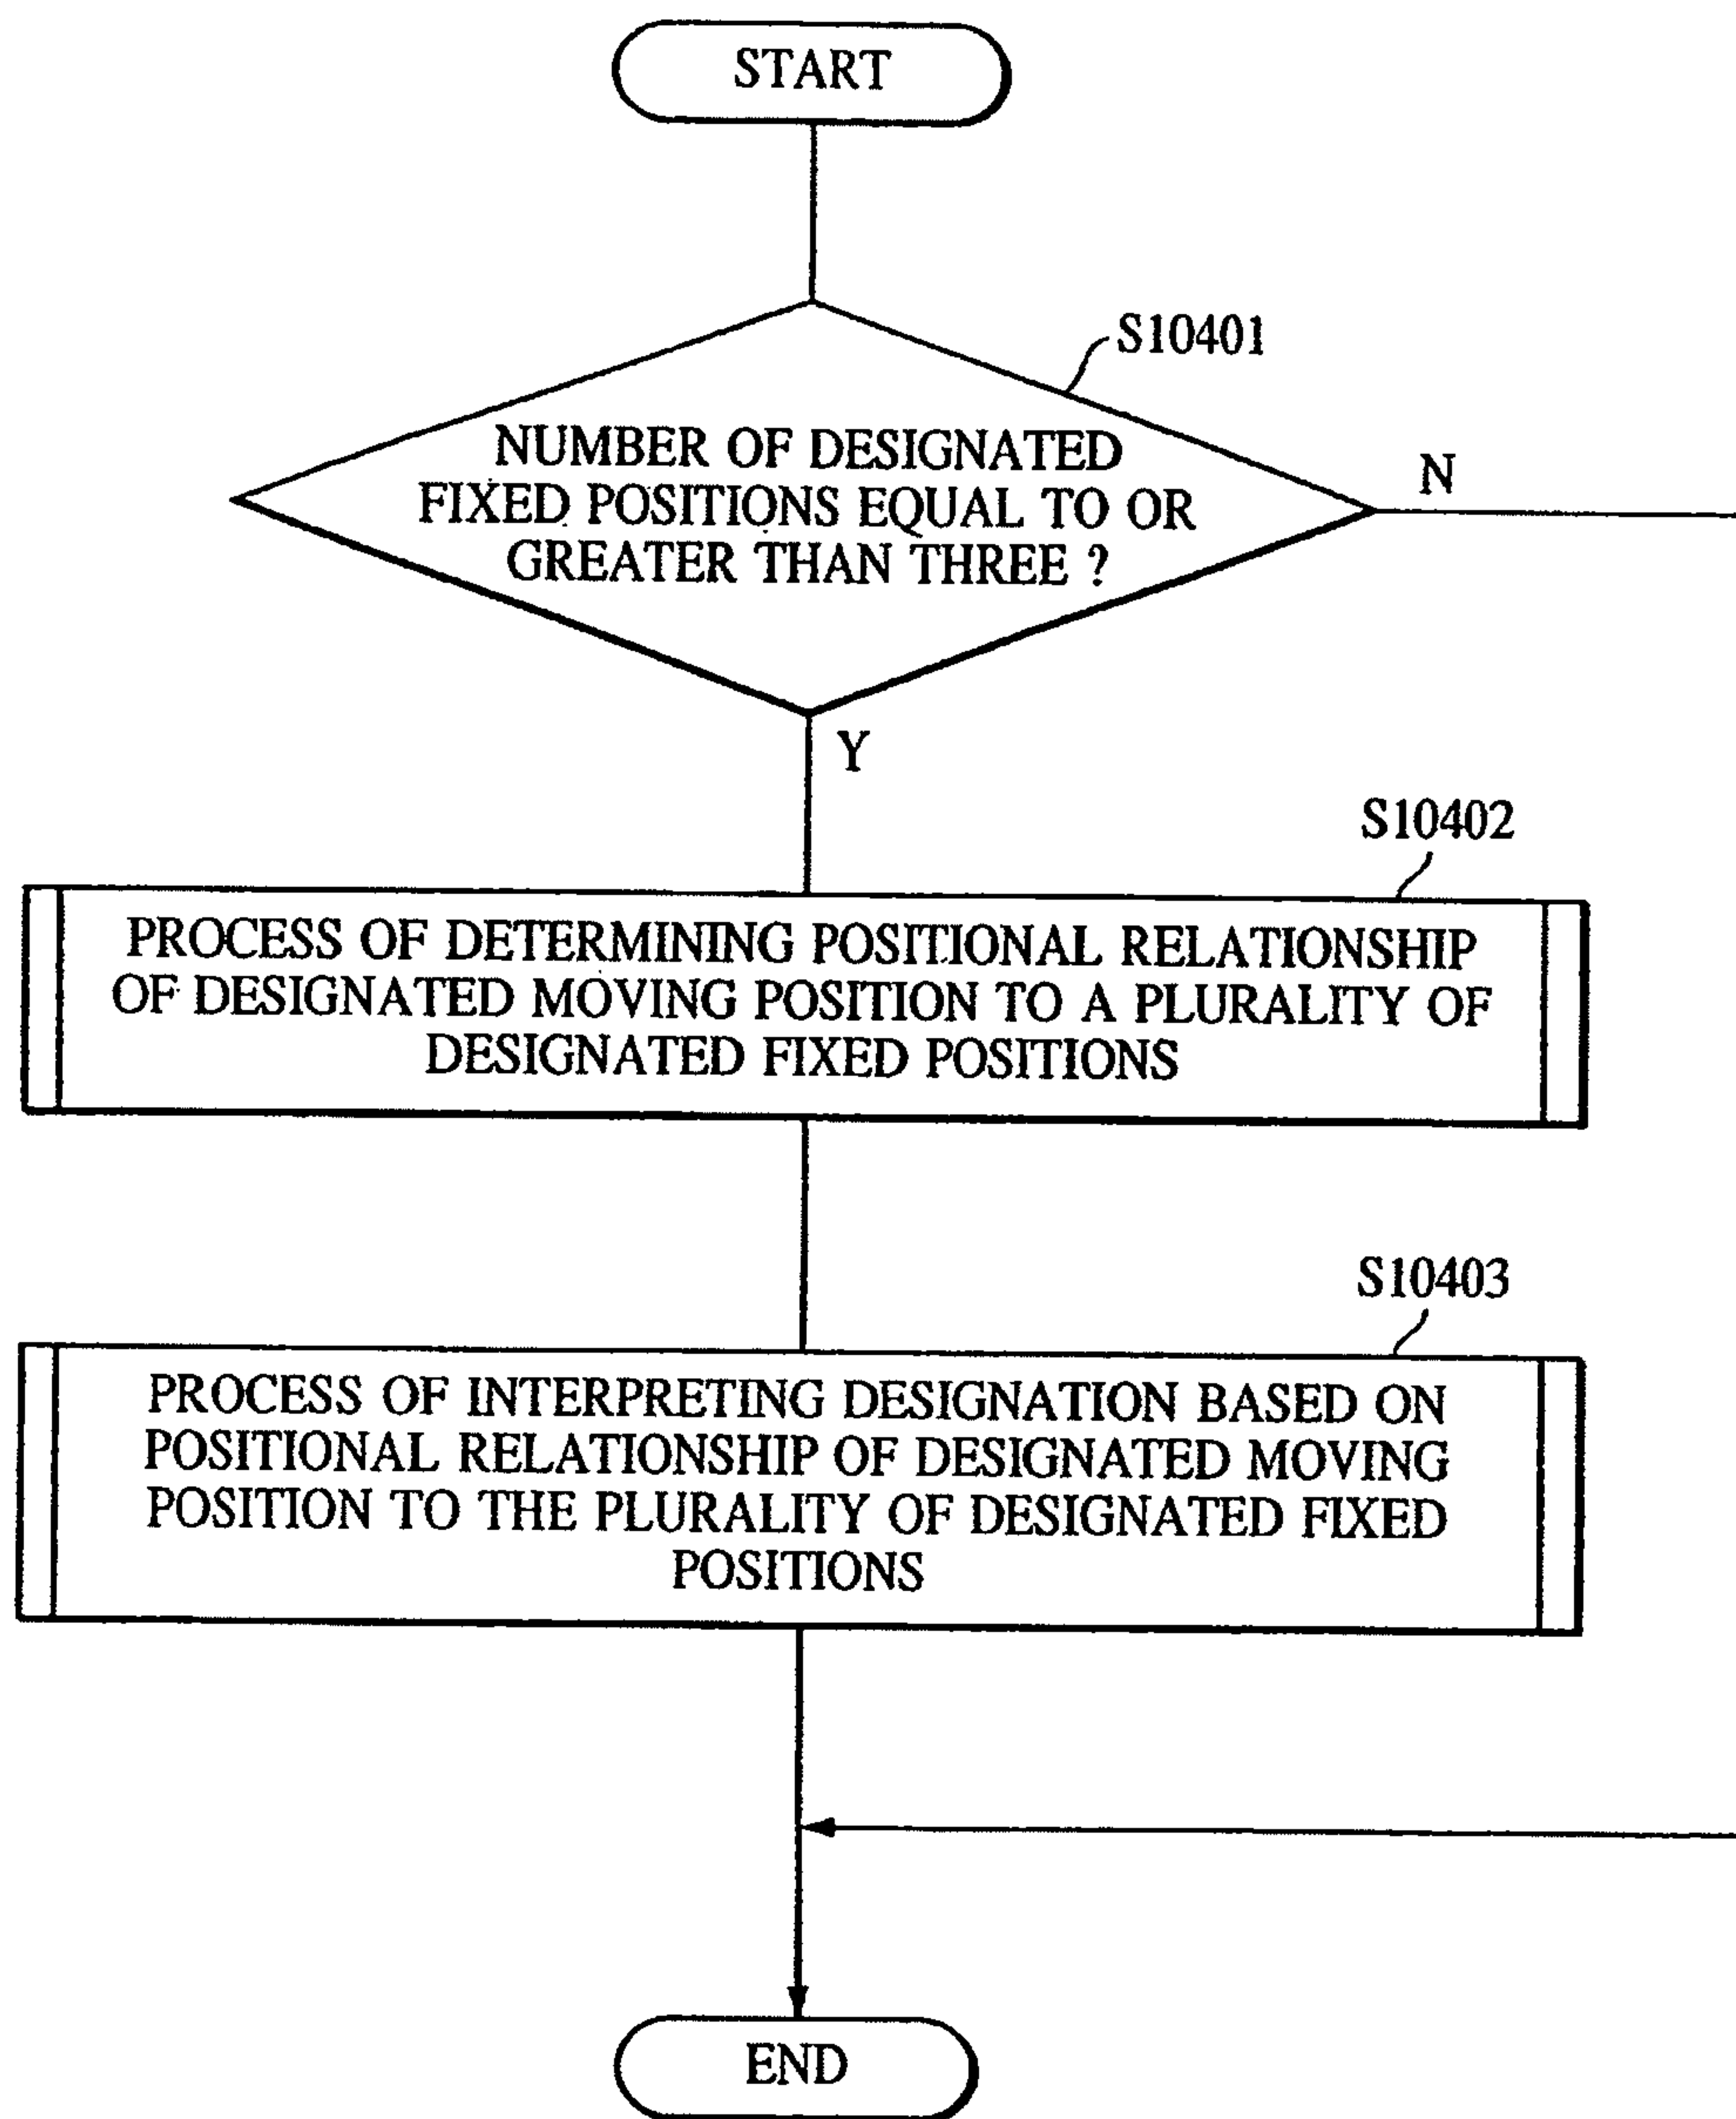 START
S10401
NUMBER OF DESIGNATED
FIXED POSITIONS EQUAL TO OR
GREATER THAN THREE ?
N
Y
S10402
PROCESS OF DETERMINING POSITIONAL RELATIONSHIP
OF DESIGNATED MOVING POSITION TO A PLURALITY OF
DESIGNATED FIXED POSITIONS
S10403
PROCESS OF INTERPRETING DESIGNATION BASED ON
POSITIONAL RELATIONSHIP OF DESIGNATED MOVING
POSITION TO THE PLURALITY OF DESIGNATED FIXED
POSITIONS
END